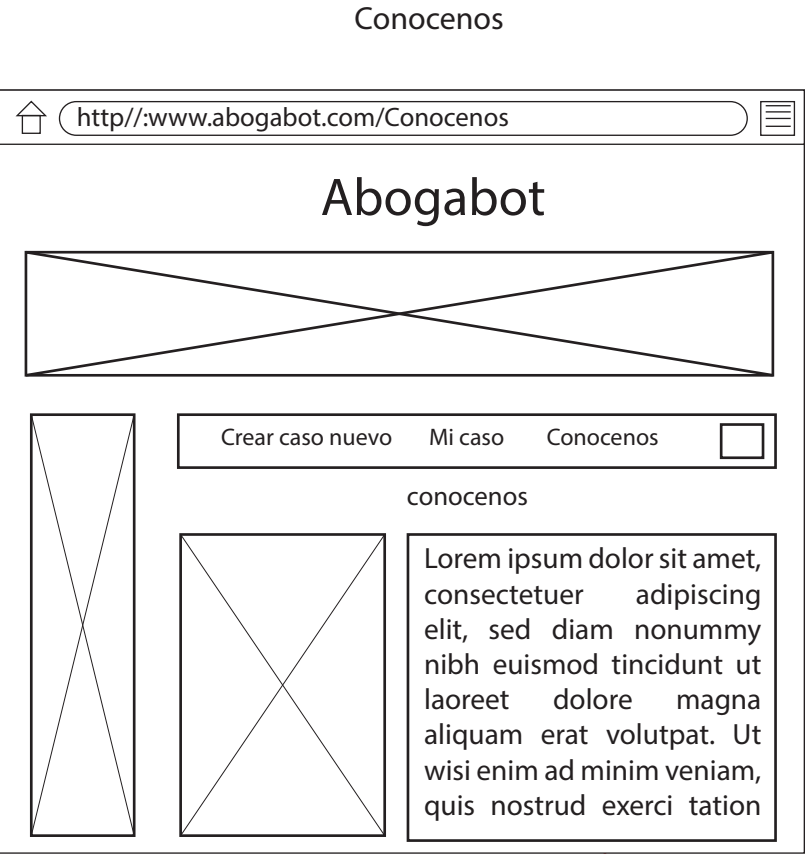 Conocenos
http//:www.abogabot.com/Conocenos
Abogabot
Crear caso nuevo Mi caso Conocenos
conocenos
Lorem ipsum dolor sit amet,
consectetuer adipiscing
elit, sed diam nonummy
nibh euismod tincidunt ut
laoreet dolore magna
aliquam erat volutpat. Ut
wisi enim ad minim veniam,
quis nostrud exerci tation